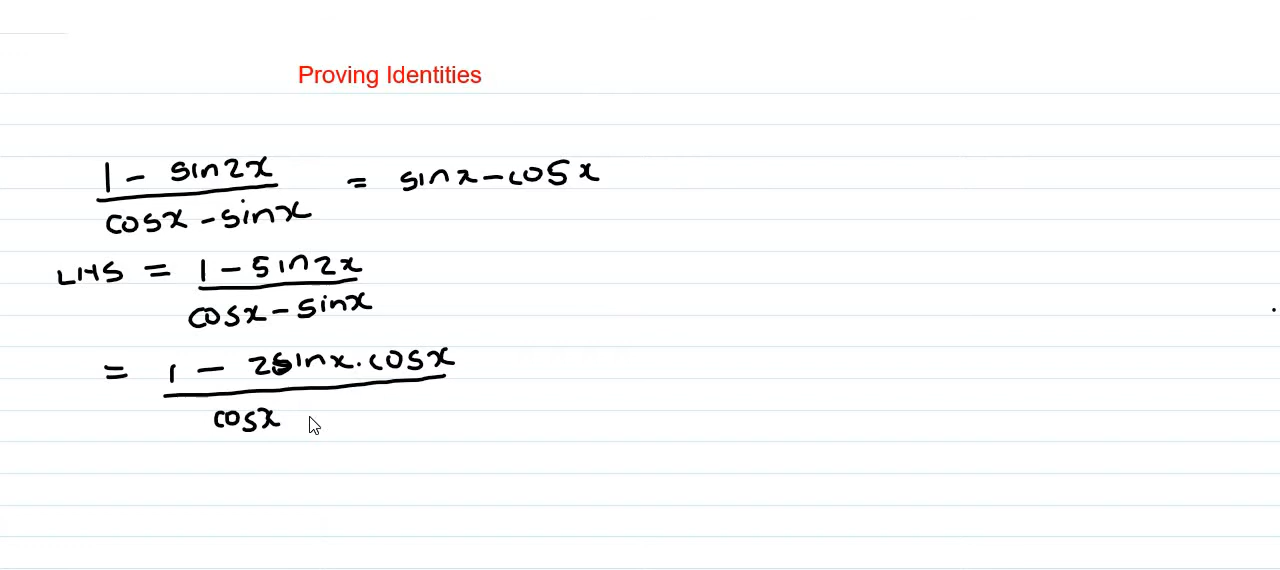 Proving Identities
1 - sin2x / cosx - sinx = sinx - cosx
LHS = 1 - sin2x / cosx - sinx
= 1 - 2sinx.cosx / cosx